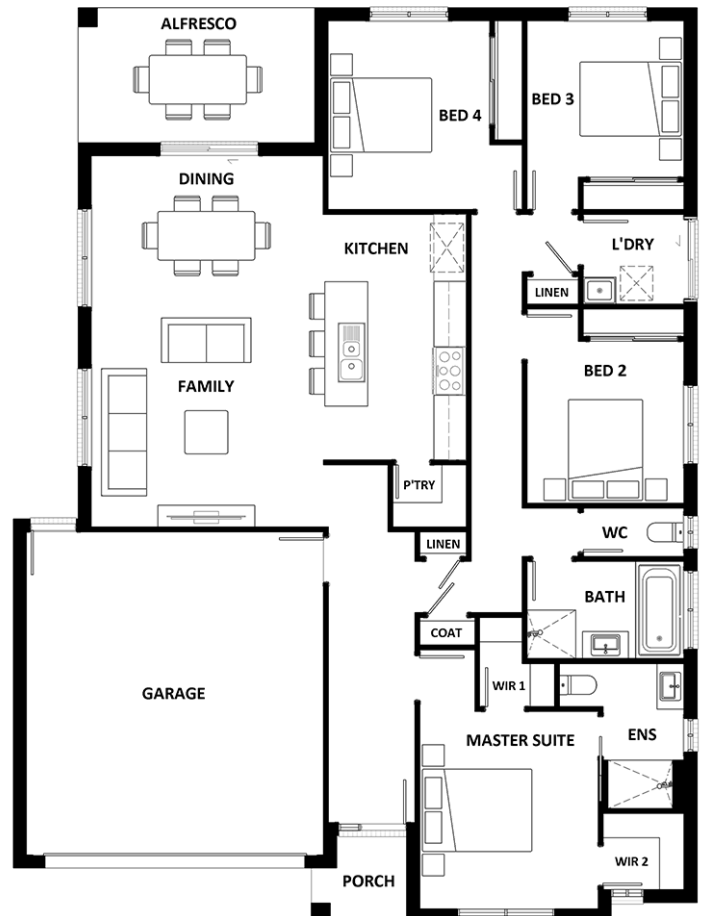 ALFRESCO
BED 4
BED 3
DINING
KITCHEN
L'DRY
LINEN
FAMILY
BED 2
P'TRY
LINEN
WC
BATH
COAT
WIR 1
GARAGE
MASTER SUITE
ENS
WIR 2
PORCH